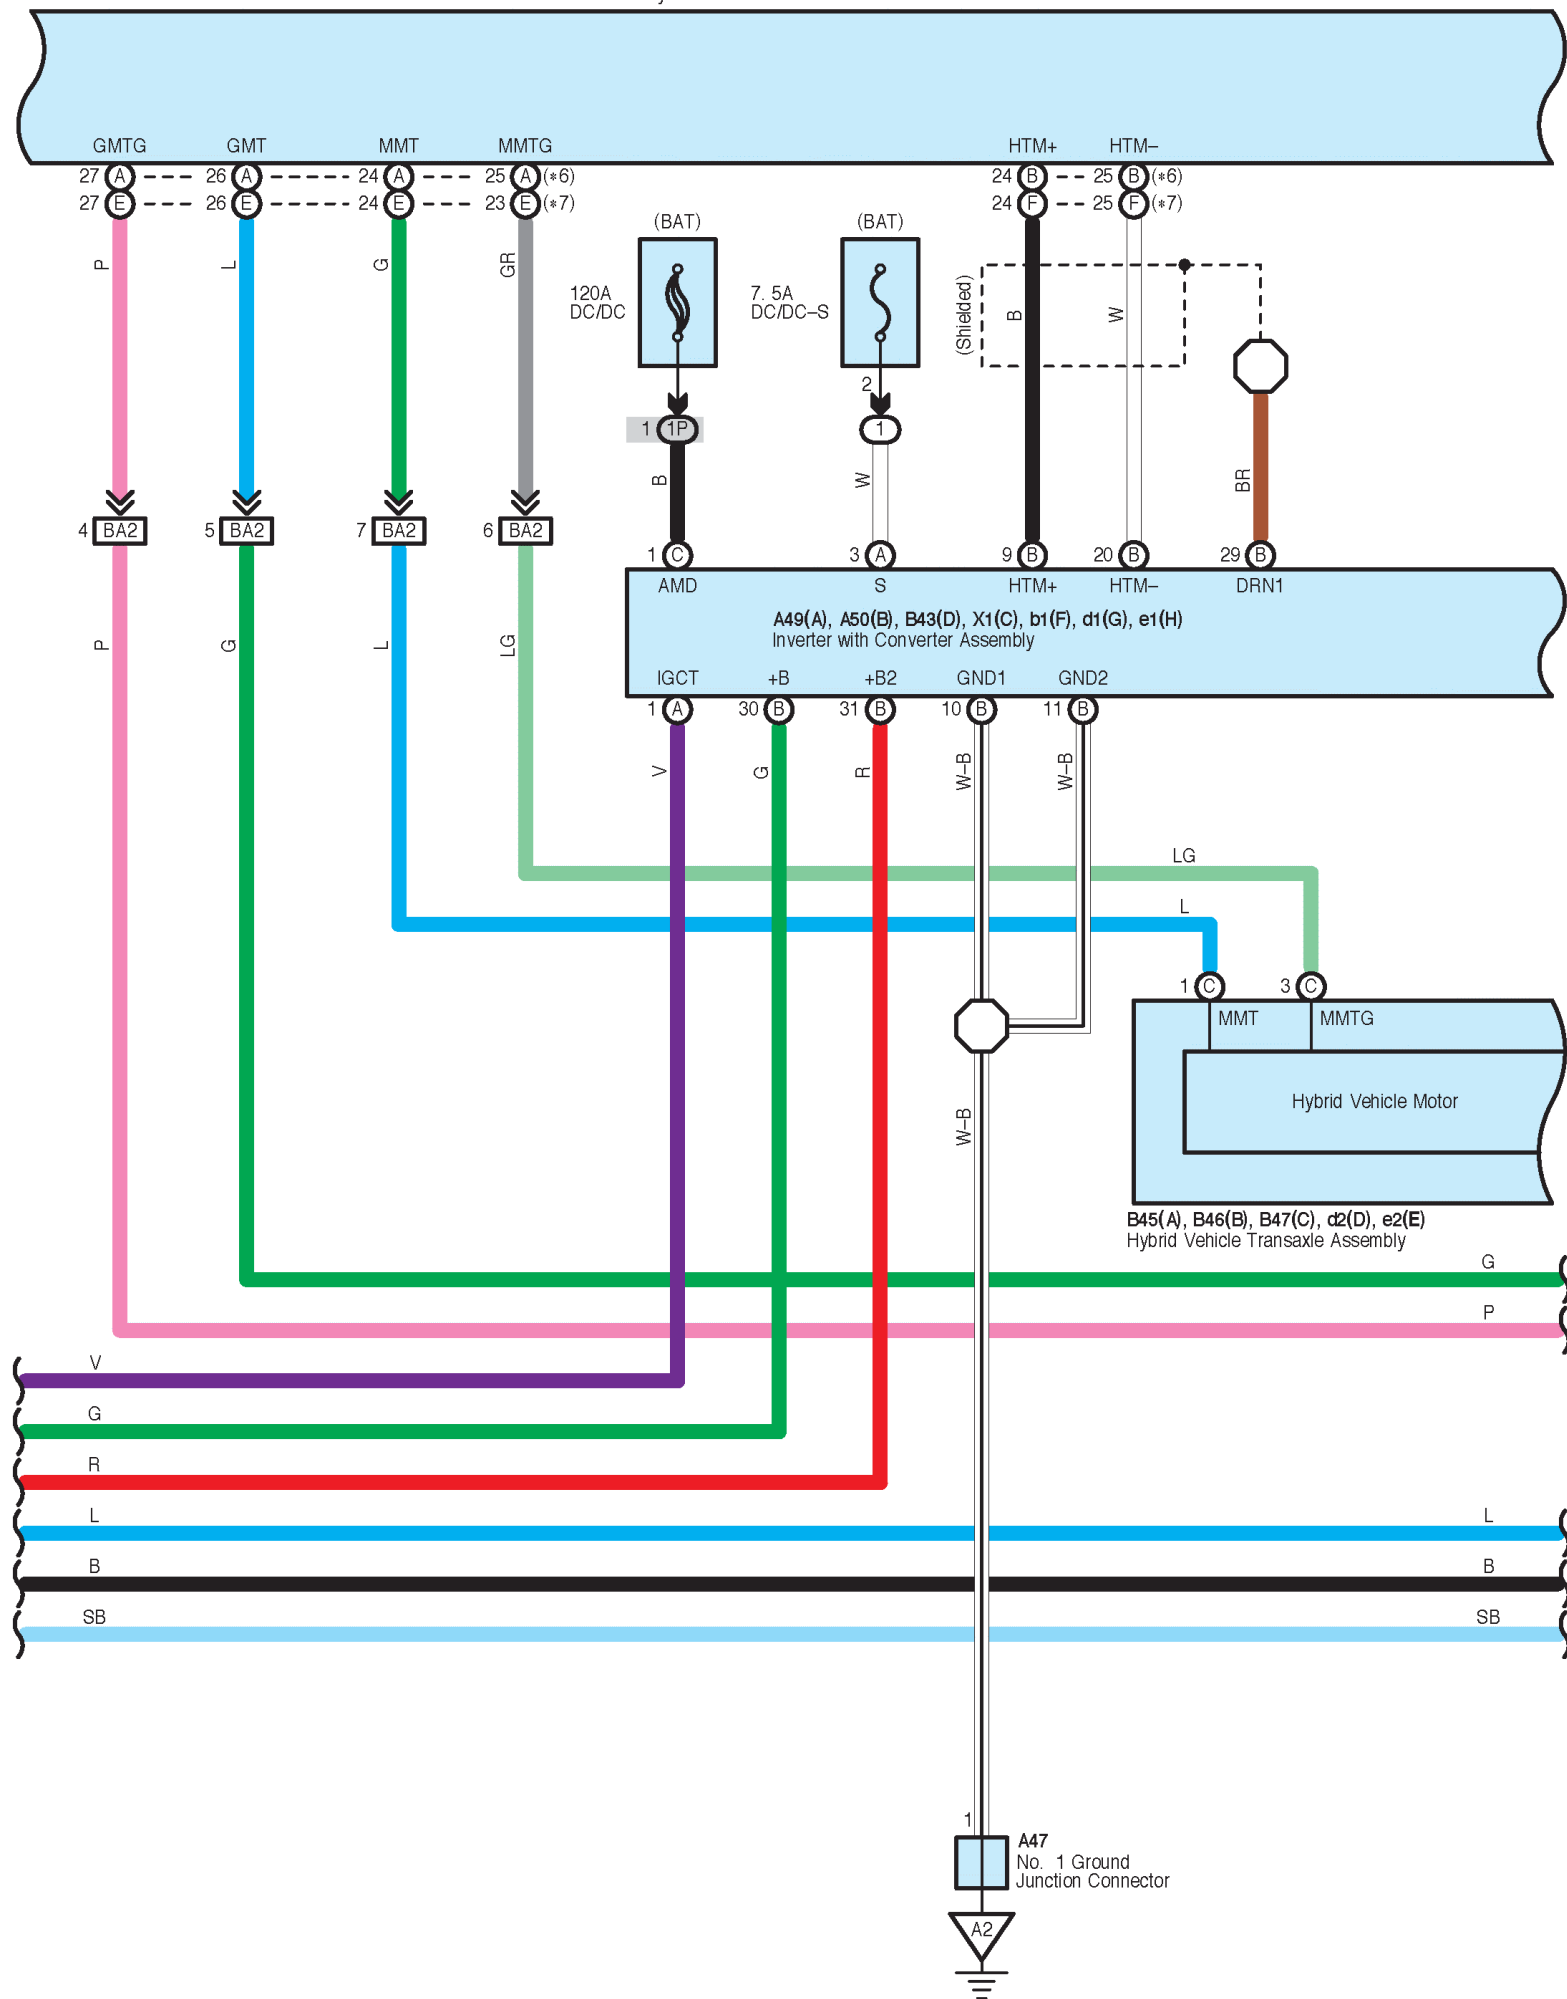 GMTG GMT MMT MMTG HTM+ HTM–
27 A 26 A 24 A 25 A (*6) 24 B 25 B (*6)
27 E 26 E 24 E 23 E (*7) 24 F 25 F (*7)
(BAT) (BAT)
P L G GR
120A
DC/DC
7. 5A
DC/DC–S
(Shielded)
B W
2
1 1P 1
B W BR
4 BA2 5 BA2 7 BA2 6 BA2
1 C 3 A 9 B 20 B 29 B
AMD S HTM+ HTM– DRN1
A49(A), A50(B), B43(D), X1(C), b1(F), d1(G), e1(H)
Inverter with Converter Assembly
P G L LG
IGCT +B +B2 GND1 GND2
1 A 30 B 31 B 10 B 11 B
V G R W–B W–B
LG
L
1 C 3 C
MMT MMTG
Hybrid Vehicle Motor
W–B
B45(A), B46(B), B47(C), d2(D), e2(E)
Hybrid Vehicle Transaxle Assembly
G
P
V
G
R
L L
B B
SB SB
1
A47
No. 1 Ground
Junction Connector
A2